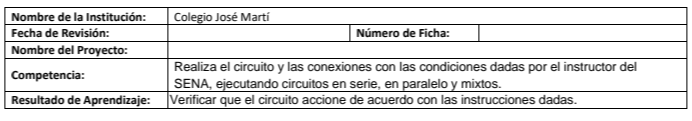 Nombre de la Institución: Colegio José Martí
Fecha de Revisión: Número de Ficha:
Nombre del Proyecto:
Competencia: Realiza el circuito y las conexiones con las condiciones dadas por el instructor del
SENA, ejecutando circuitos en serie, en paralelo y mixtos.
Resultado de Aprendizaje: Verificar que el circuito accione de acuerdo con las instrucciones dadas.